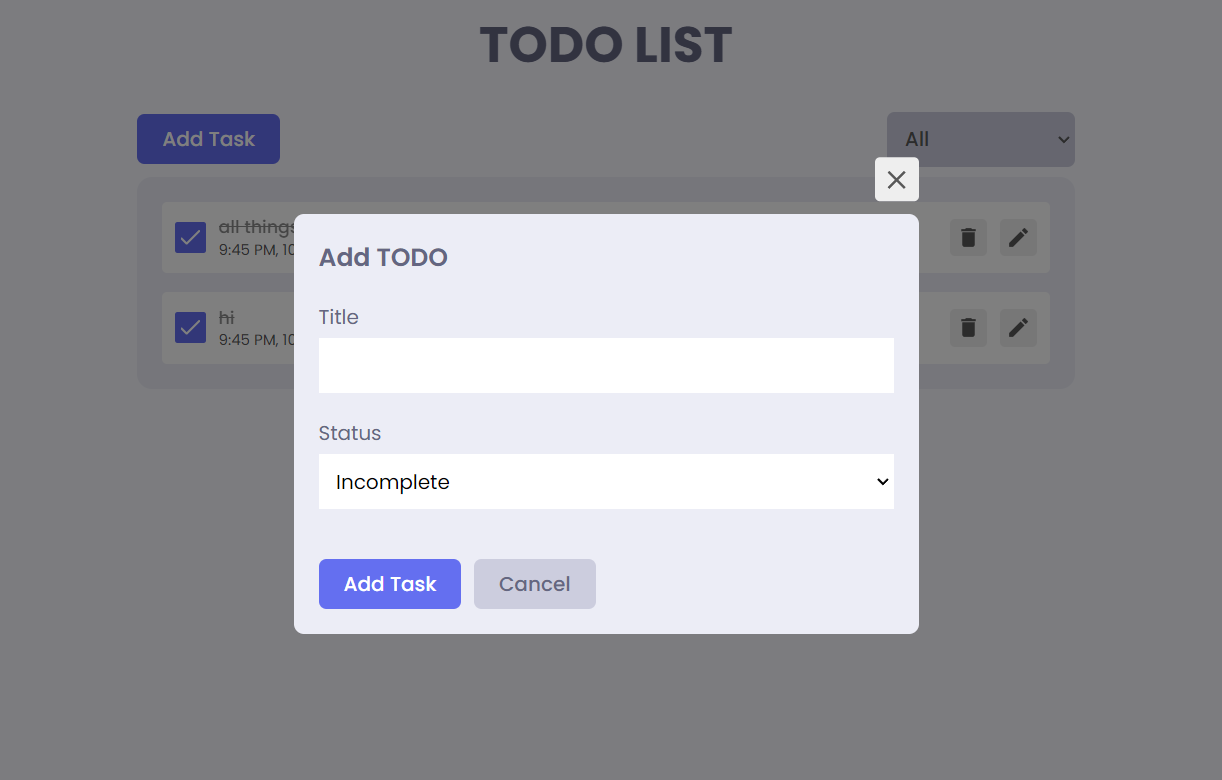 TODO LIST
Add Task
All
all things
9:45 PM, 10
hi
9:45 PM, 10
Add TODO
Title
Status
Incomplete
Add Task
Cancel